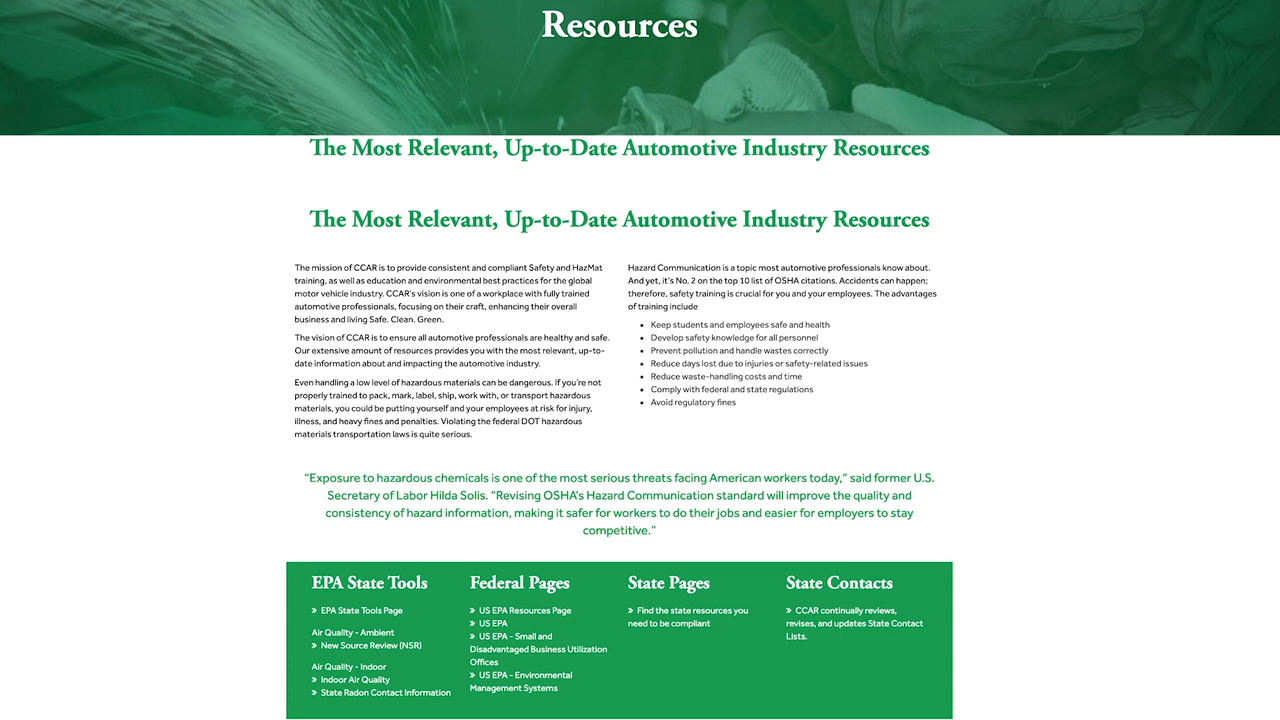 Resources
The Most Relevant, Up-to-Date Automotive Industry Resources
The Most Relevant, Up-to-Date Automotive Industry Resources
The mission of CCAR is to provide consistent and compliant Safety and HazMat
training, as well as education and environmental best practices for the global
motor vehicle industry. CCAR's vision is one of a workplace with fully trained
automotive professionals, focusing on their craft, enhancing their overall
business and living Safe. Clean. Green.
The vision of CCAR is to ensure all automotive professionals are healthy and safe.
Our extensive amount of resources provides you with the most relevant, up-to-
date information about and impacting the automotive industry.
Even handling a low level of hazardous materials can be dangerous. If you're not
properly trained to pack, mark, label, ship, work with, or transport hazardous
materials, you could be putting yourself and your employees at risk for injury,
illness, and heavy fines and penalties. Violating the federal DOT hazardous
materials transportation laws is quite serious.
Hazard Communication is a topic most automotive professionals know about.
And yet, it's No. 2 on the top 10 list of OSHA citations. Accidents can happen;
therefore, safety training is crucial for you and your employees. The advantages
of training include
• Keep students and employees safe and health
• Develop safety knowledge for all personnel
• Prevent pollution and handle wastes correctly
• Reduce days lost due to injuries or safety-related issues
• Reduce waste-handling costs and time
• Comply with federal and state regulations
• Avoid regulatory fines
"Exposure to hazardous chemicals is one of the most serious threats facing American workers today," said former U.S.
Secretary of Labor Hilda Solis. "Revising OSHA's Hazard Communication standard will improve the quality and
consistency of hazard information, making it safer for workers to do their jobs and easier for employers to stay
competitive."
EPA State Tools
» EPA State Tools Page
Air Quality - Ambient
» New Source Review (NSR)
Air Quality - Indoor
» Indoor Air Quality
» State Radon Contact Information
Federal Pages
» US EPA Resources Page
» US EPA
» US EPA - Small and
Disadvantaged Business Utilization
Offices
» US EPA - Environmental
Management Systems
State Pages
» Find the state resources you
need to be compliant
State Contacts
» CCAR continually reviews,
revises, and updates State Contact
Lists.